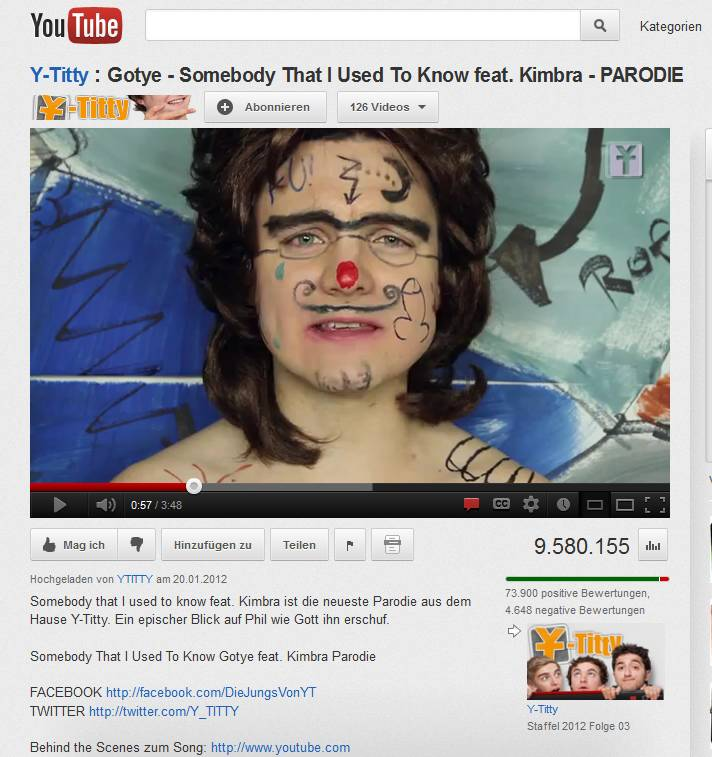 YouTube
Kategorien
Y-Titty : Gotye - Somebody That I Used To Know feat. Kimbra - PARODIE
¥-Titty
Abonnieren
126 Videos
FU!
Y
0:57 / 3:48
CC
Mag ich
Hinzufügen zu
Teilen
9.580.155
Hochgeladen von YTITTY am 20.01.2012
73.900 positive Bewertungen,
4.648 negative Bewertungen
Somebody that I used to know feat. Kimbra ist die neueste Parodie aus dem
Hause Y-Titty. Ein epischer Blick auf Phil wie Gott ihn erschuf.
Somebody That I Used To Know Gotye feat. Kimbra Parodie
FACEBOOK http://facebook.com/DieJungsVonYT
TWITTER http://twitter.com/Y_TITTY
Behind the Scenes zum Song: http://www.youtube.com
¥-Titty
Y-Titty
Staffel 2012 Folge 03